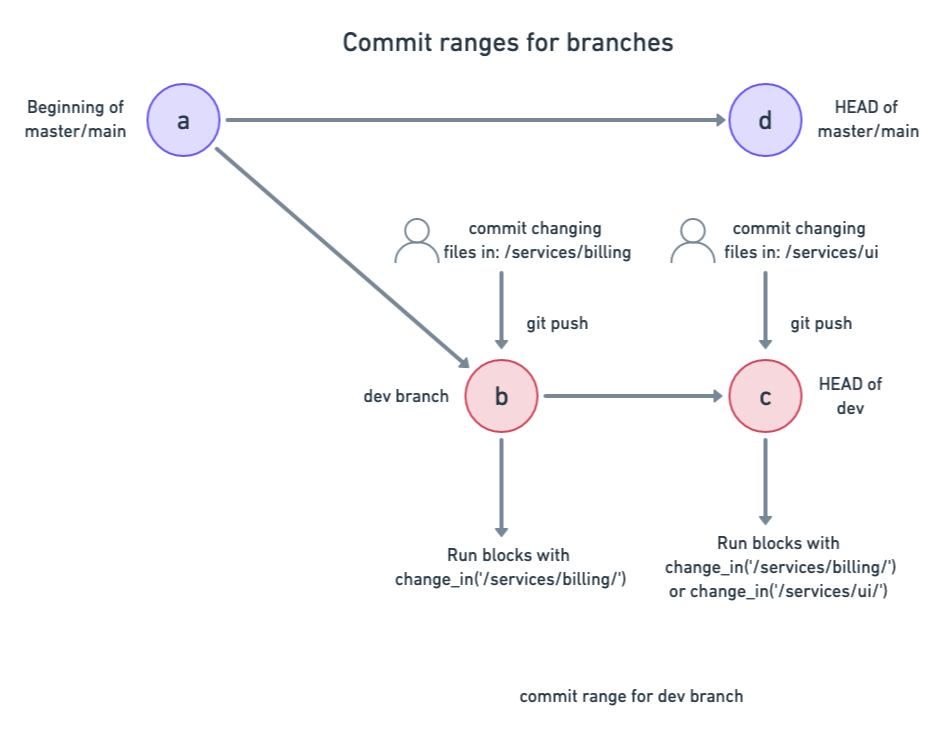 Commit ranges for branches
Beginning of
master/main
a
d
HEAD of
master/main
commit changing
files in: /services/billing
commit changing
files in: /services/ui
git push
git push
dev branch
b
c
HEAD of
dev
Run blocks with
change_in('/services/billing/')
Run blocks with
change_in('/services/billing/')
or change_in('/services/ui/')
commit range for dev branch